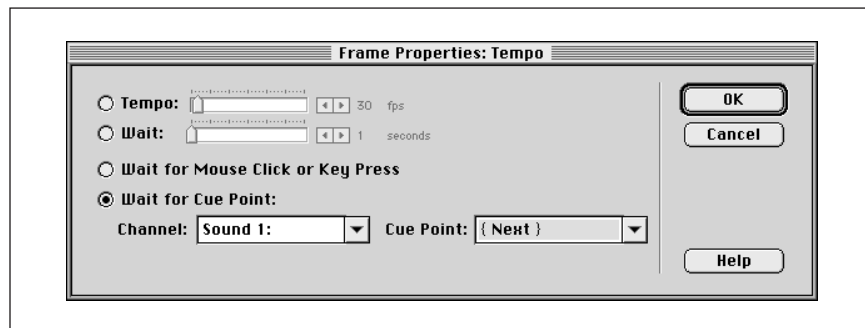 Frame Properties: Tempo
Tempo: 30 fps
Wait: 1 seconds
Wait for Mouse Click or Key Press
Wait for Cue Point:
Channel: Sound 1: Cue Point: { Next }
OK
Cancel
Help